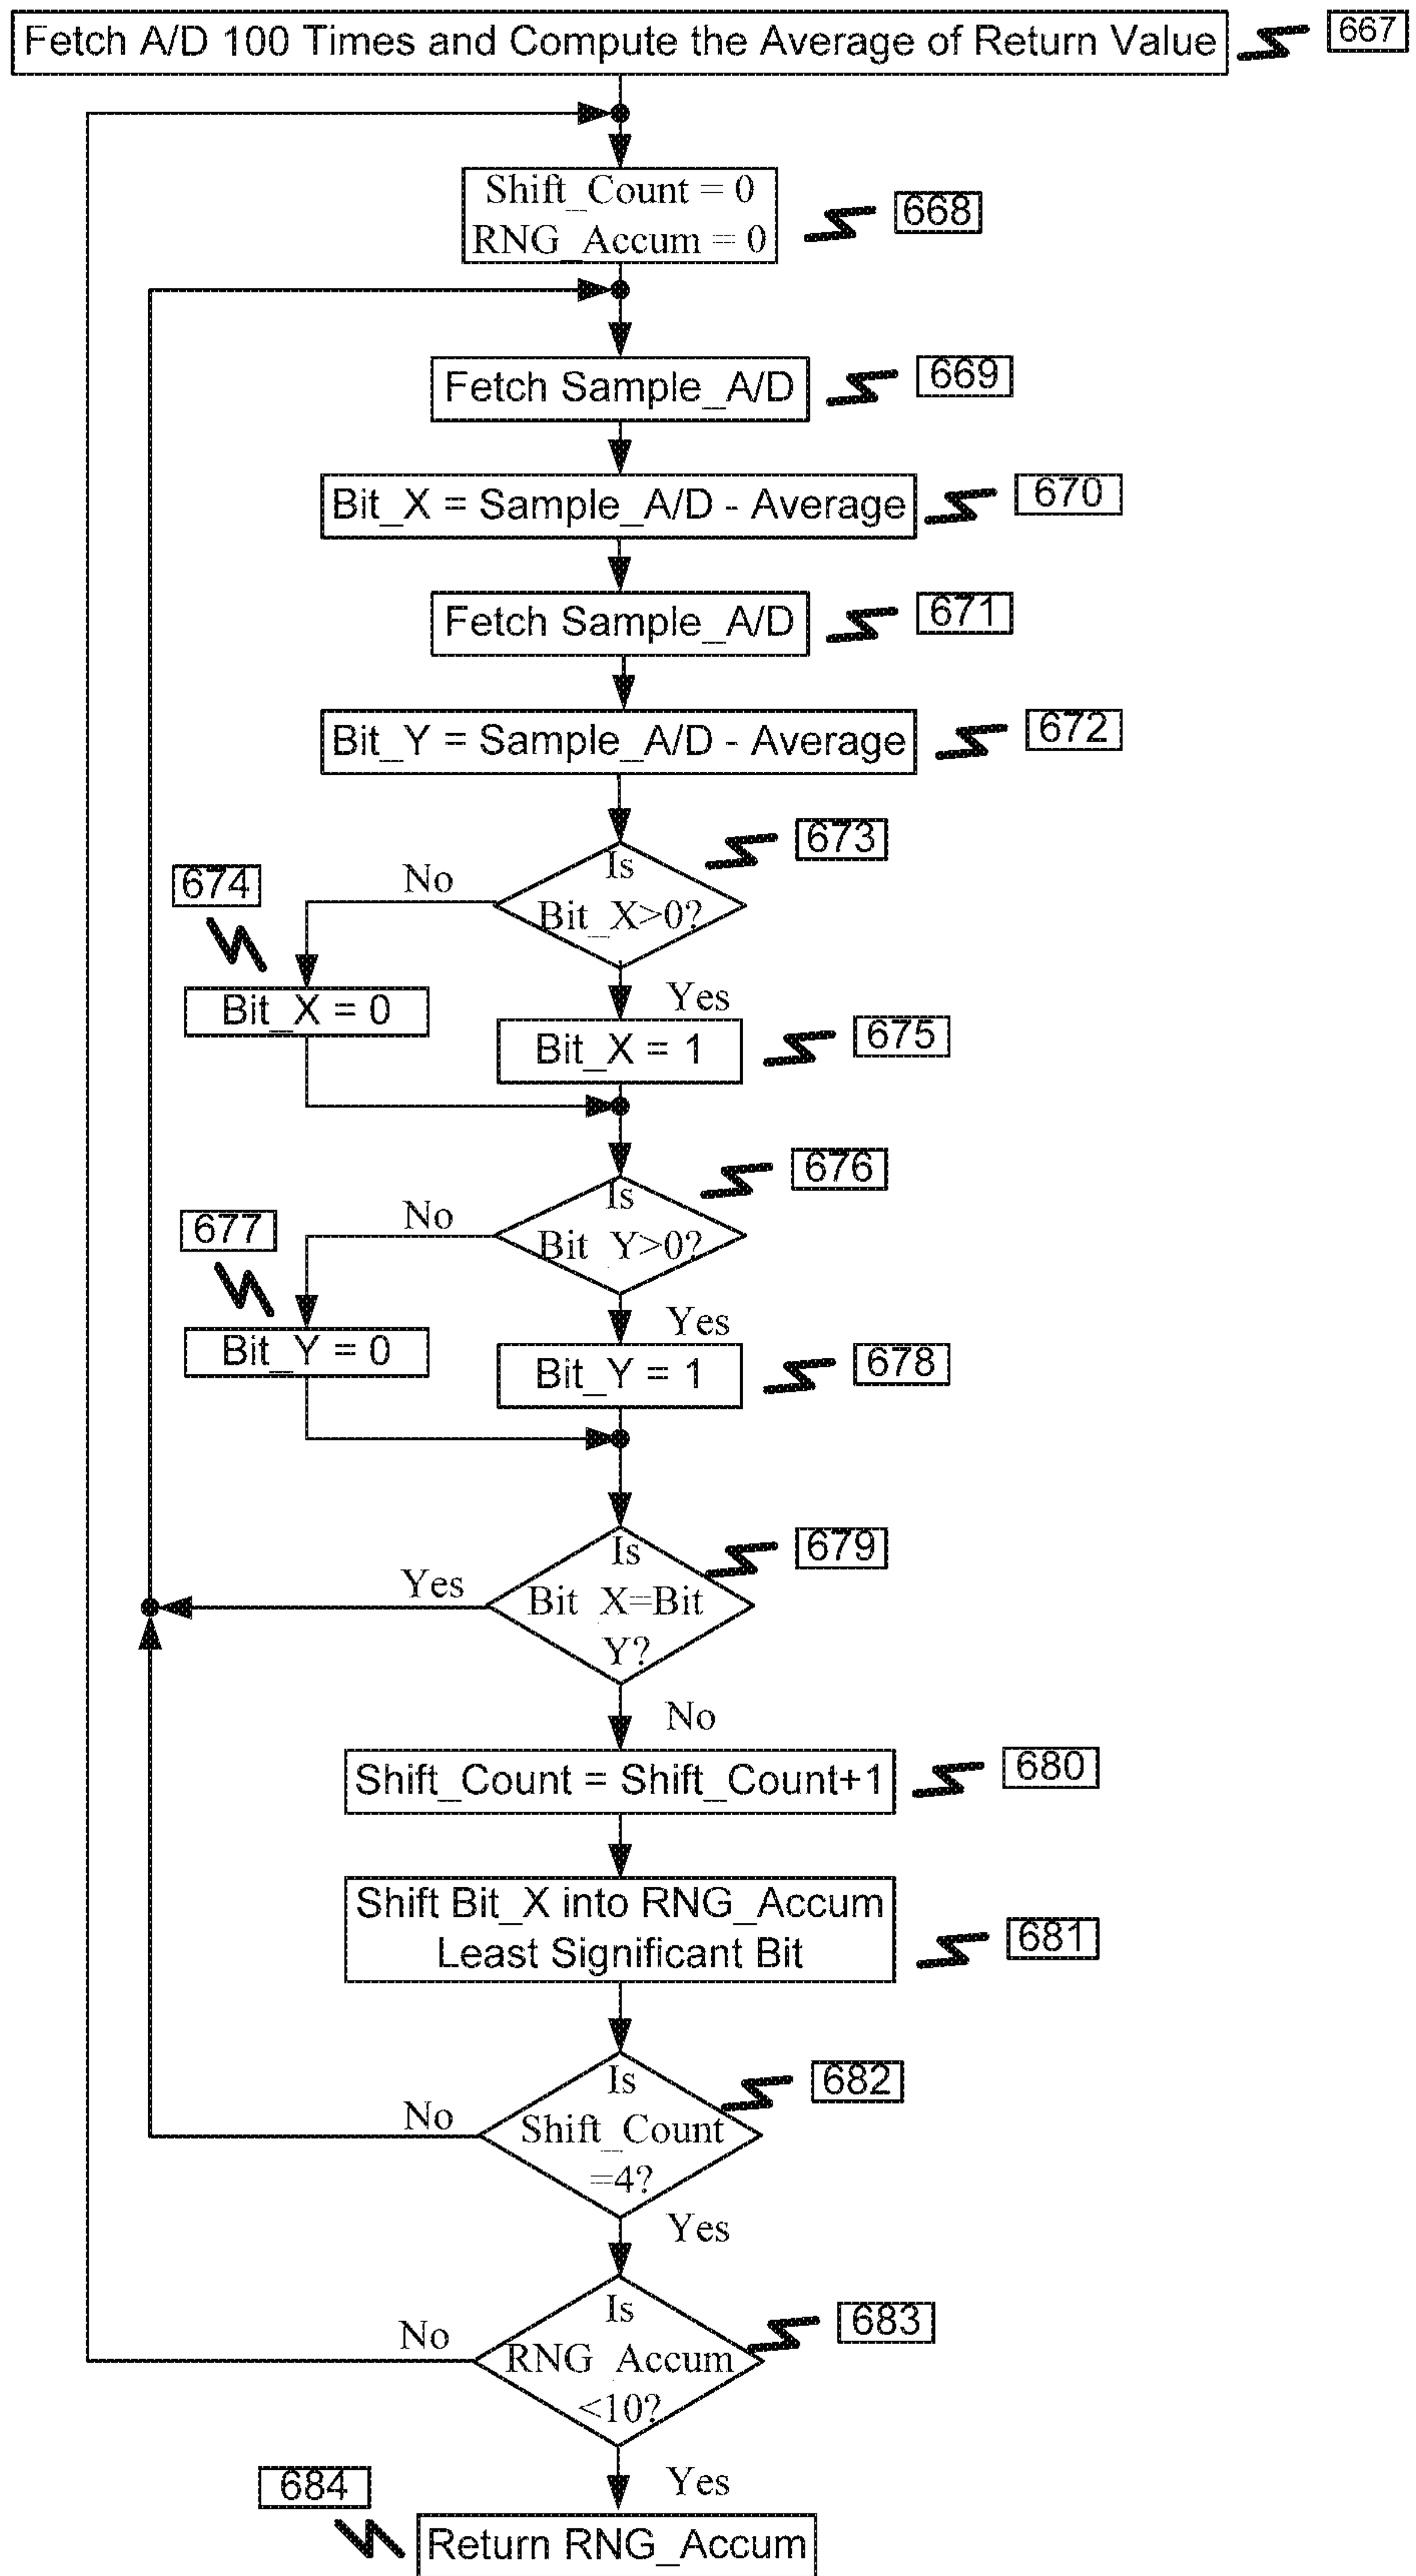 Fetch A/D 100 Times and Compute the Average of Return Value
667
Shift_Count = 0
RNG_Accum = 0
668
Fetch Sample_A/D
669
Bit_X = Sample_A/D - Average
670
Fetch Sample_A/D
671
Bit_Y = Sample_A/D - Average
672
673
Is
Bit_X>0?
No
674
Yes
Bit_X = 0
Bit_X = 1
675
676
Is
Bit_Y>0?
No
677
Yes
Bit_Y = 0
Bit_Y = 1
678
679
Is
Bit_X=Bit
Y?
Yes
No
Shift_Count = Shift_Count+1
680
Shift Bit_X into RNG_Accum
Least Significant Bit
681
682
Is
Shift_Count
=4?
No
Yes
683
Is
RNG_Accum
<10?
No
Yes
684
Return RNG_Accum